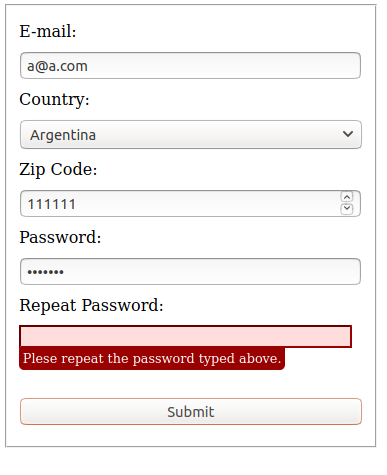 E-mail:
a@a.com
Country:
Argentina
Zip Code:
111111
Password:
•••••••
Repeat Password:
Plese repeat the password typed above.
Submit